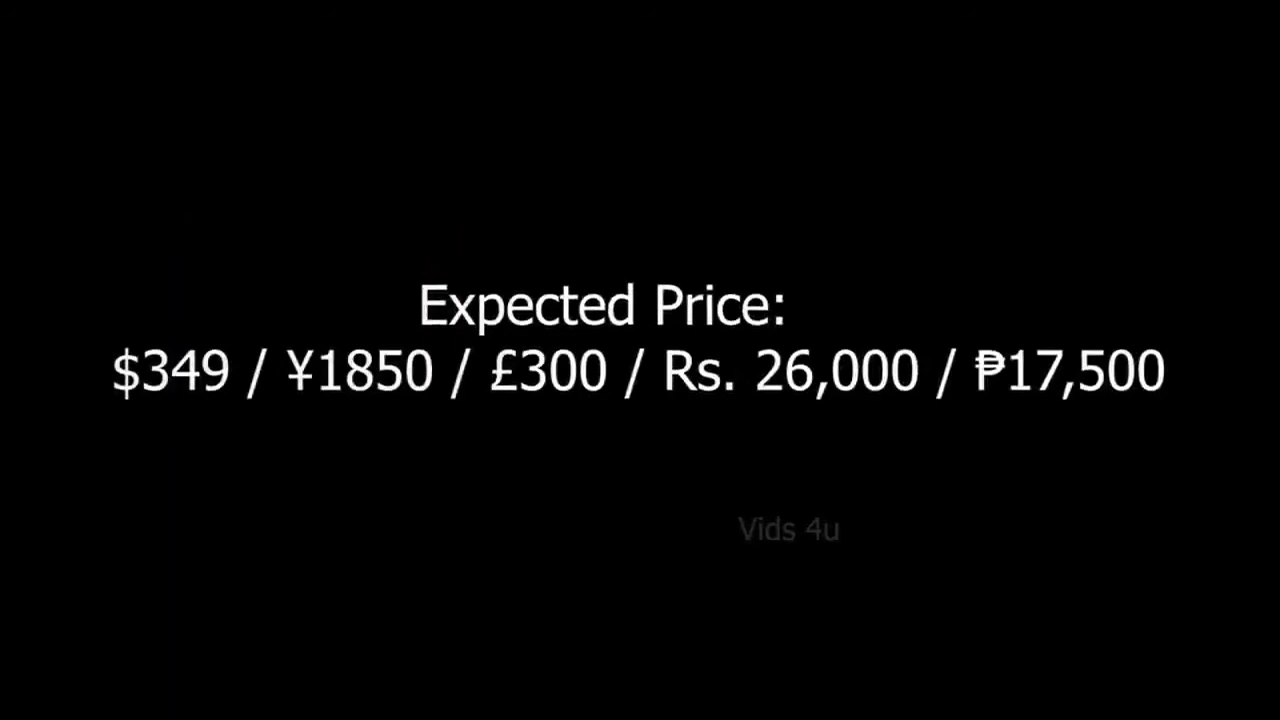 Expected Price:
$349 / ¥1850 / £300 / Rs. 26,000 / ₱17,500
Vids 4u